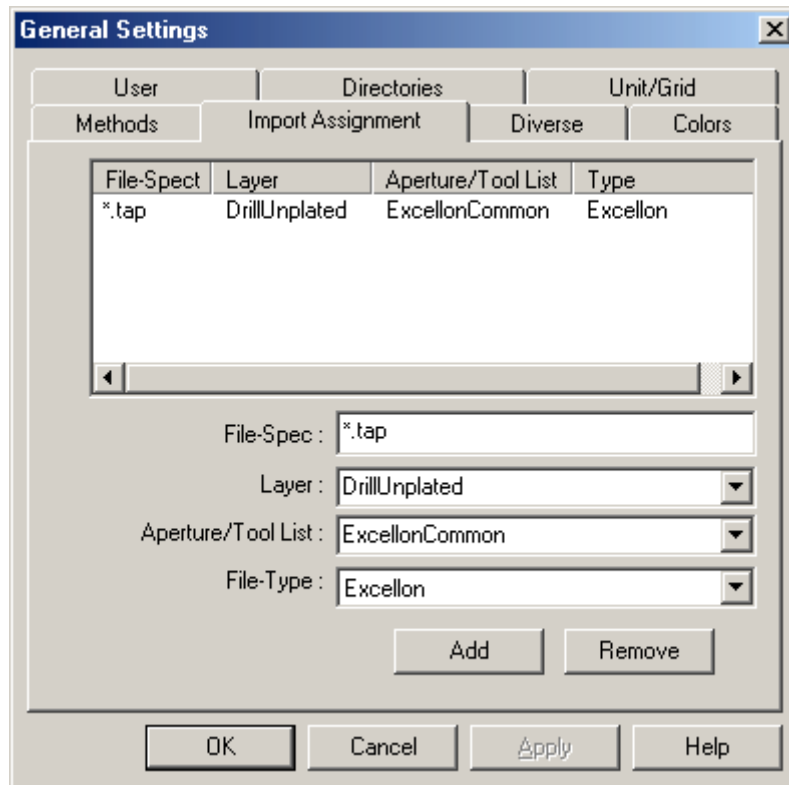 General Settings
User Directories Unit/Grid
Methods Import Assignment Diverse Colors
File-Spect Layer Aperture/Tool List Type
*.tap DrillUnplated ExcellonCommon Excellon
File-Spec : *.tap
Layer : DrillUnplated
Aperture/Tool List : ExcellonCommon
File-Type : Excellon
Add Remove
OK Cancel Apply Help